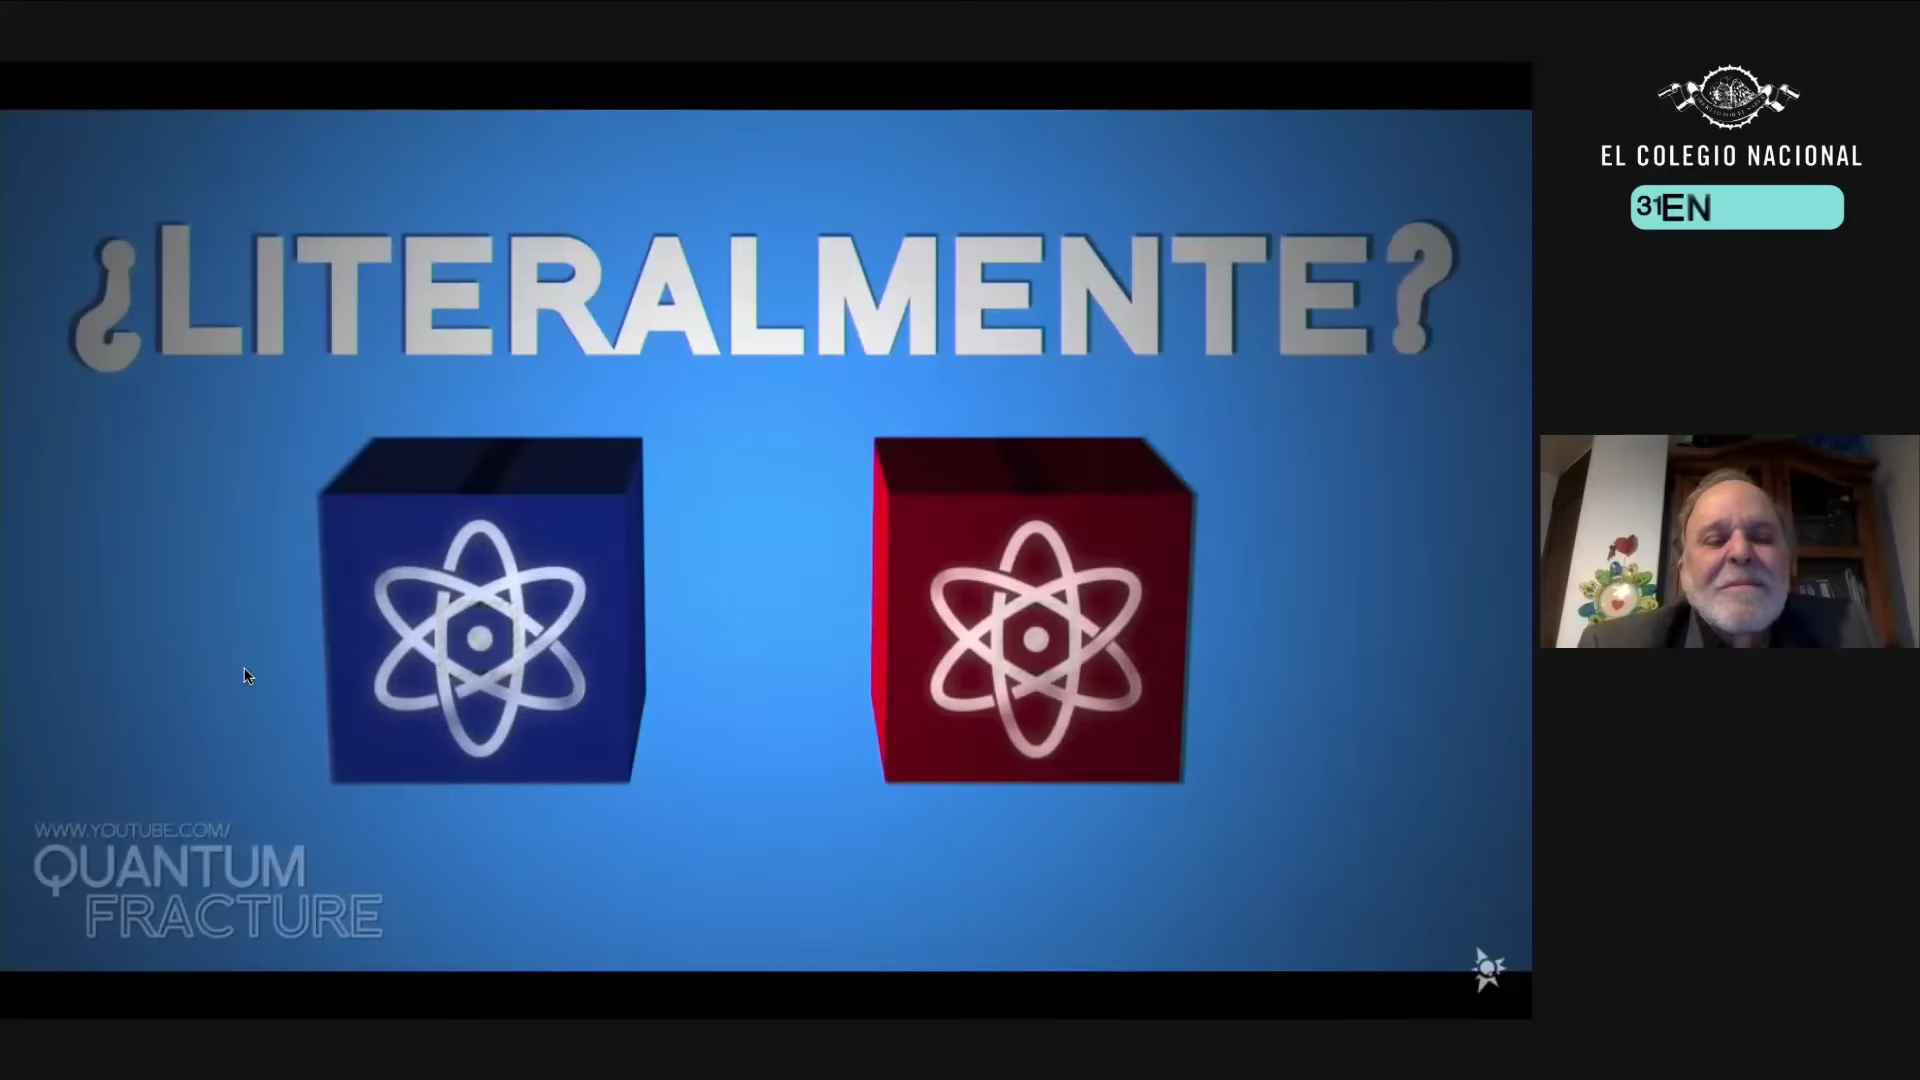 ¿LITERALMENTE?
WWW.YOUTUBE.COM/
QUANTUM
FRACTURE
EL COLEGIO NACIONAL
31EN